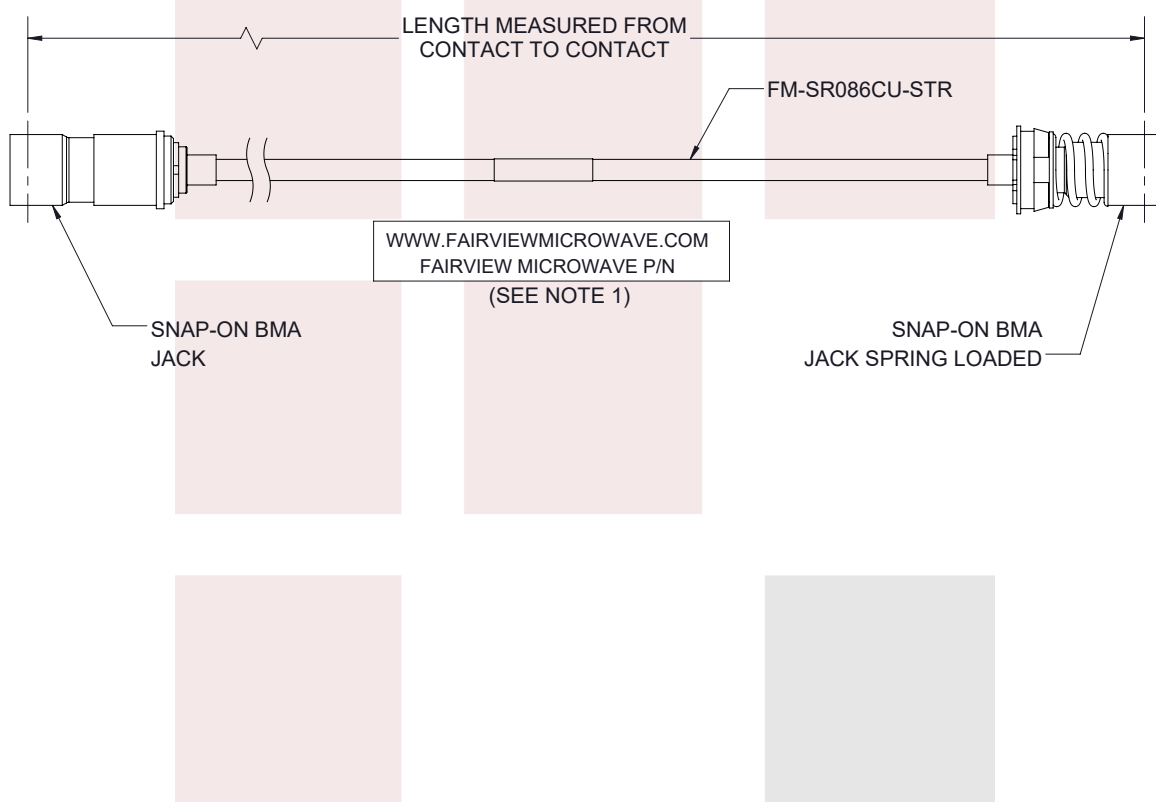 LENGTH MEASURED FROM
CONTACT TO CONTACT
FM-SR086CU-STR
WWW.FAIRVIEWMICROWAVE.COM
FAIRVIEW MICROWAVE P/N
(SEE NOTE 1)
SNAP-ON BMA
JACK
SNAP-ON BMA
JACK SPRING LOADED